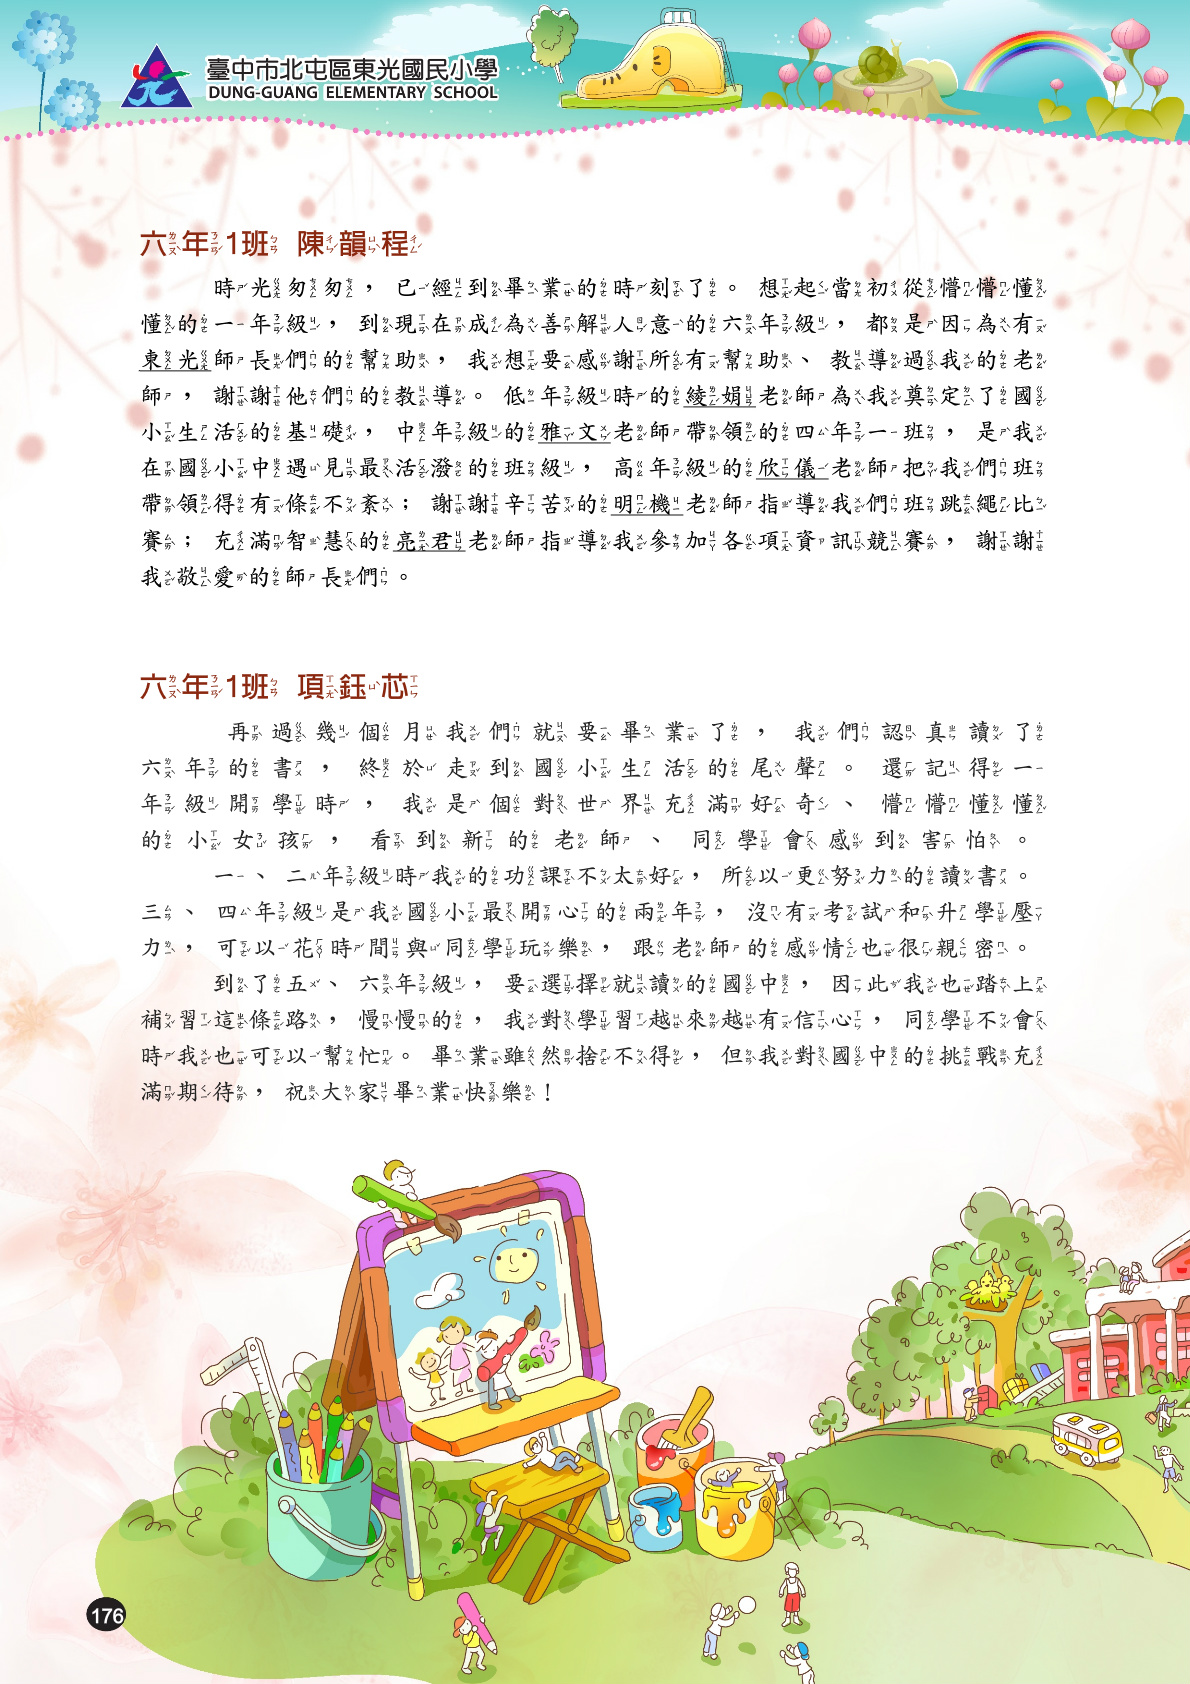 臺中市北屯區東光國民小學
DUNG-GUANG ELEMENTARY SCHOOL
六年1班 陳韻程
時光匆匆，已經到畢業的時刻了。想起當初從懵懵懂
懂的一年級，到現在成為善解人意的六年級，都是因為有
東光師長們的幫助，我想要感謝所有幫助、教導過我的老
師，謝謝他們的教導。低年級時的綾娟老師為我奠定了國
小生活的基礎，中年級的雅文老師帶領的四年一班，是我
在國小中遇見最活潑的班級，高年級的欣儀老師把我們班
帶領得有條不紊；謝謝辛苦的明機老師指導我們班跳繩比
賽；充滿智慧的亮君老師指導我參加各項資訊競賽，謝謝
我敬愛的師長們。
六年1班 項鈺芯
再過幾個月我們就要畢業了，我們認真讀了
六年的書，終於走到國小生活的尾聲。還記得一
年級開學時，我是個對世界充滿好奇、懵懵懂懂
的小女孩，看到新的老師、同學會感到害怕。
一、二年級時我的功課不太好，所以更努力的讀書。
三、四年級是我國小最開心的兩年，沒有考試和升學壓
力，可以花時間與同學玩樂，跟老師的感情也很親密。
到了五、六年級，要選擇就讀的國中，因此我也踏上
補習這條路，慢慢的，我對學習越來越有信心，同學不會
時我也可以幫忙。畢業雖然捨不得，但我對國中的挑戰充
滿期待，祝大家畢業快樂！
176